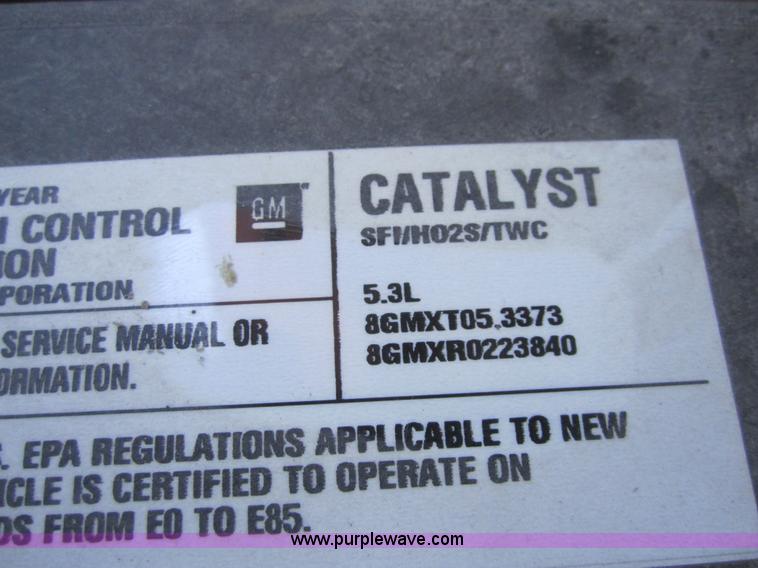 YEAR
CONTROL
ION
PORATION
SERVICE MANUAL OR
ORMATION.
GM
CATALYST
SFI/HO2S/TWC
5.3L
8GMXT05.3373
8GMXR0223840
. EPA REGULATIONS APPLICABLE TO NEW
ICLE IS CERTIFIED TO OPERATE ON
DS FROM E0 TO E85.
www.purplewave.com